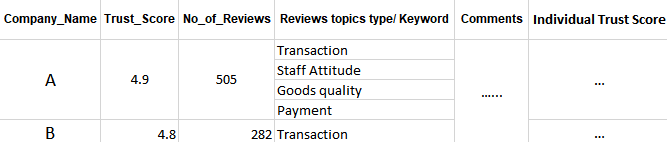 Company_Name Trust_Score No_of_Reviews Reviews topics type/ Keyword Comments Individual Trust Score
A 4.9 505 Transaction
Staff Attitude
Goods quality
Payment
...... ...
B 4.8 282 Transaction ...